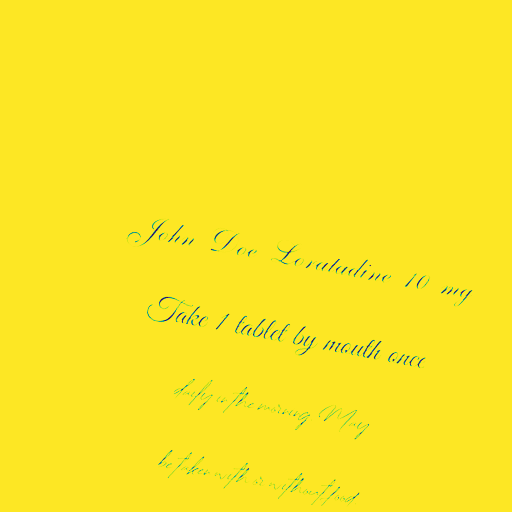 John Doe Loratadine 10 mg
Take 1 tablet by mouth once
daily in the morning (May
be taken with or without food